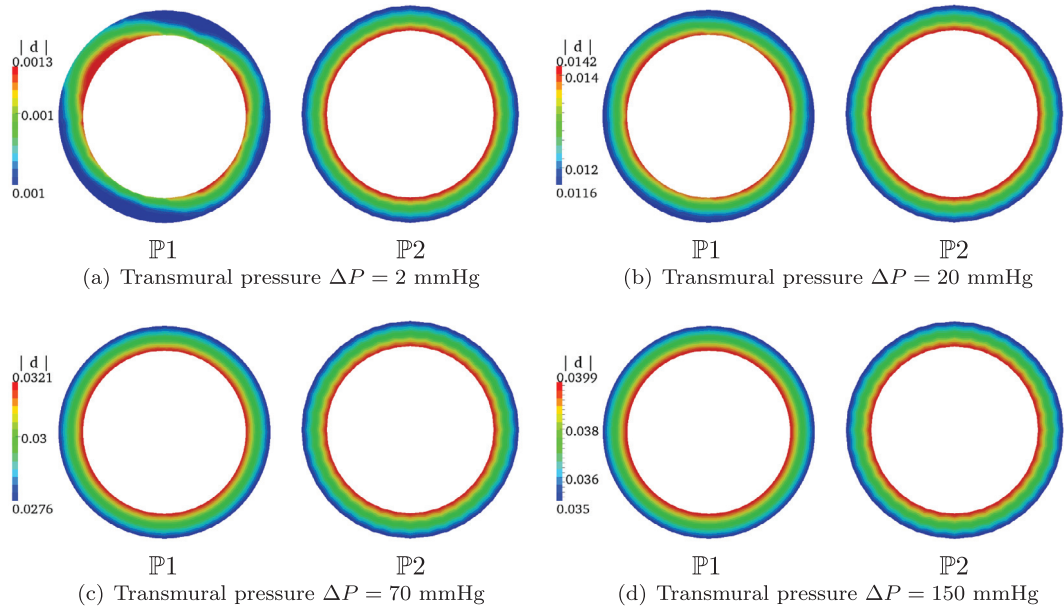 | d |
0.0013
0.001
0.001
ℙ1
ℙ2
(a) Transmural pressure ΔP = 2 mmHg
| d |
0.0142
0.014
0.012
0.0116
ℙ1
ℙ2
(b) Transmural pressure ΔP = 20 mmHg
| d |
0.0321
0.03
0.0276
ℙ1
ℙ2
(c) Transmural pressure ΔP = 70 mmHg
| d |
0.0399
0.038
0.036
0.035
ℙ1
ℙ2
(d) Transmural pressure ΔP = 150 mmHg